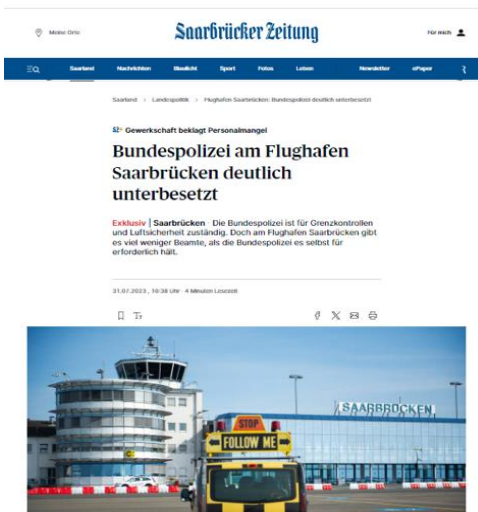 Meine Orte
Saarbrücker Zeitung
Für mich
Saarland Nachrichten Blaulicht Sport Fotos Leben Newsletter ePaper
Saarland > Landespolitik > Flughafen Saarbrücken: Bundespolizei deutlich unterbesetzt
SZ+ Gewerkschaft beklagt Personalmangel
Bundespolizei am Flughafen
Saarbrücken deutlich
unterbesetzt
Exklusiv | Saarbrücken · Die Bundespolizei ist für Grenzkontrollen
und Luftsicherheit zuständig. Doch am Flughafen Saarbrücken gibt
es viel weniger Beamte, als die Bundespolizei es selbst für
erforderlich hält.
31.07.2023 , 10:38 Uhr · 4 Minuten Lesezeit
SAARBRÜCKEN
STOP
FOLLOW ME
C